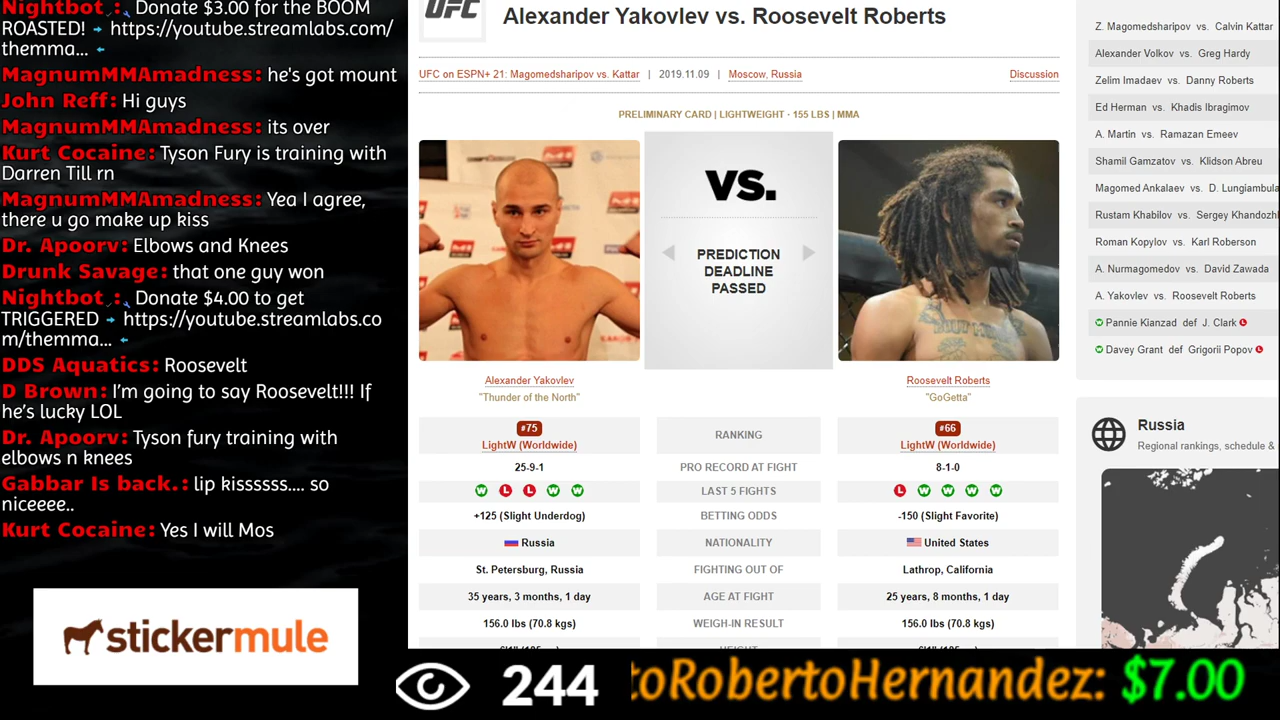 Nightbot : Donate $3.00 for the BOOM
ROASTED! → https://youtube.streamlabs.com/
themma... ←
MagnumMMAmadness: he's got mount
John Reff: Hi guys
MagnumMMAmadness: its over
Kurt Cocaine: Tyson Fury is training with
Darren Till rn
MagnumMMAmadness: Yea I agree,
there u go make up kiss
Dr. Apoorv: Elbows and Knees
Drunk Savage: that one guy won
Nightbot : Donate $4.00 to get
TRIGGERED → https://youtube.streamlabs.co
m/themma... ←
DDS Aquatics: Roosevelt
D Brown: I'm going to say Roosevelt!!! If
he's lucky LOL
Dr. Apoorv: Tyson fury training with
elbows n knees
Gabbar Is back.: lip kissssss.... so
niceeee..
Kurt Cocaine: Yes I will Mos
stickermule
UFC
Alexander Yakovlev vs. Roosevelt Roberts
UFC on ESPN+ 21: Magomedsharipov vs. Kattar | 2019.11.09 | Moscow, Russia Discussion
PRELIMINARY CARD | LIGHTWEIGHT · 155 LBS | MMA
VS.
PREDICTION
DEADLINE
PASSED
Alexander Yakovlev Roosevelt Roberts
"Thunder of the North" "GoGetta"
#75 RANKING #66
LightW (Worldwide) LightW (Worldwide)
25-9-1 PRO RECORD AT FIGHT 8-1-0
W L L W W LAST 5 FIGHTS L W W W W
+125 (Slight Underdog) BETTING ODDS -150 (Slight Favorite)
Russia NATIONALITY United States
St. Petersburg, Russia FIGHTING OUT OF Lathrop, California
35 years, 3 months, 1 day AGE AT FIGHT 25 years, 8 months, 1 day
156.0 lbs (70.8 kgs) WEIGH-IN RESULT 156.0 lbs (70.8 kgs)
Z. Magomedsharipov vs. Calvin Kattar
Alexander Volkov vs. Greg Hardy
Zelim Imadaev vs. Danny Roberts
Ed Herman vs. Khadis Ibragimov
A. Martin vs. Ramazan Emeev
Shamil Gamzatov vs. Klidson Abreu
Magomed Ankalaev vs. D. Lungiambula
Rustam Khabilov vs. Sergey Khandozh
Roman Kopylov vs. Karl Roberson
A. Nurmagomedov vs. David Zawada
A. Yakovlev vs. Roosevelt Roberts
W Pannie Kianzad def J. Clark L
W Davey Grant def Grigorii Popov L
Russia
Regional rankings, schedule &
244 toRobertoHernandez: $7.00